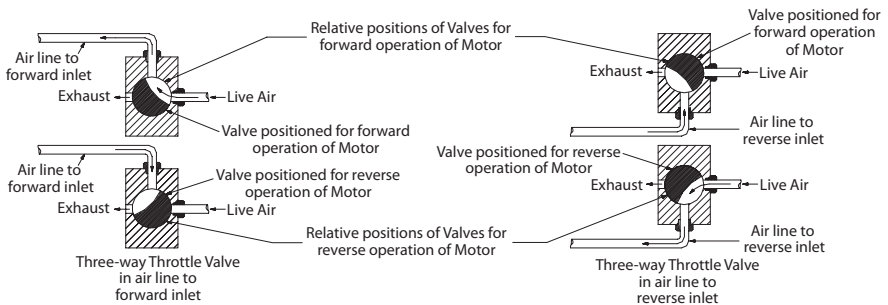 Air line to
forward inlet
Exhaust
Live Air
Valve positioned for forward
operation of Motor
Relative positions of Valves for
forward operation of Motor
Valve positioned for
forward operation
of Motor
Exhaust
Live Air
Air line to
reverse inlet
Air line to
forward inlet
Valve positioned for reverse
operation of Motor
Exhaust
Live Air
Relative positions of Valves for
reverse operation of Motor
Valve positioned for reverse
operation of Motor
Exhaust
Live Air
Air line to
reverse inlet
Three-way Throttle Valve
in air line to
forward inlet
Three-way Throttle Valve
in air line to
reverse inlet